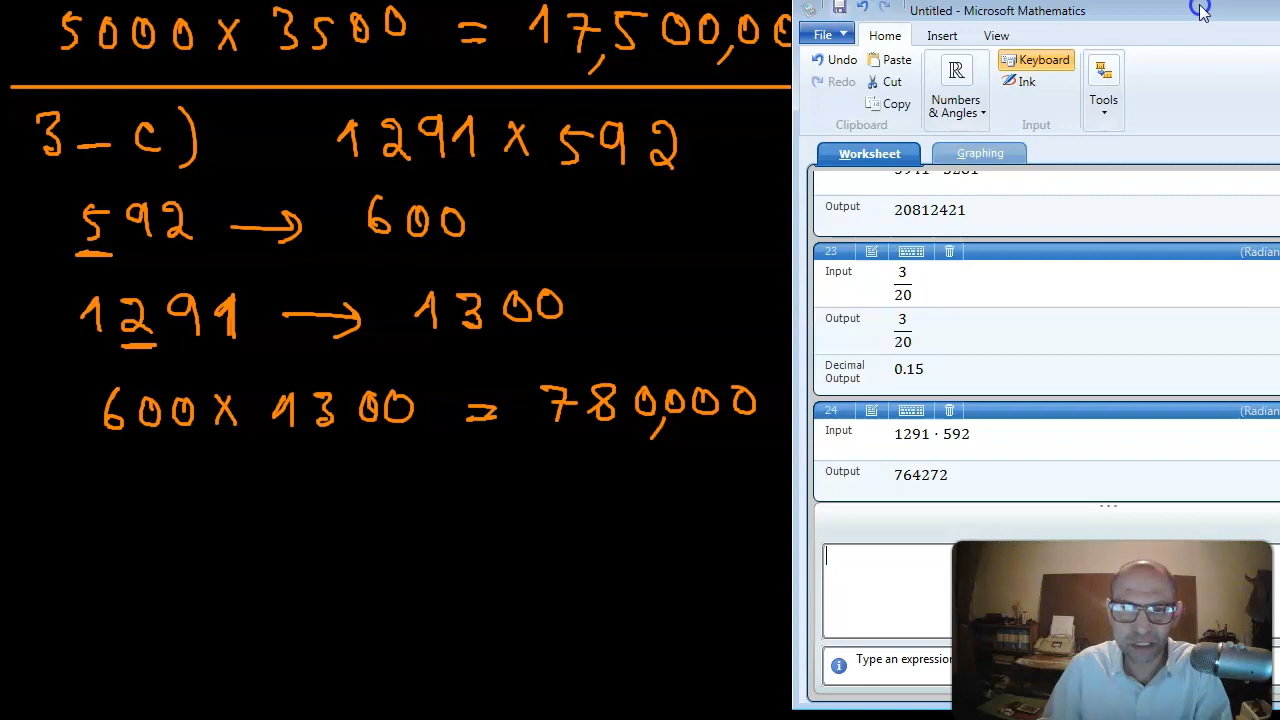 5000 × 3500 = 17,500,00
3 - c) 1291 × 592
592 → 600
1291 → 1300
600 × 1300 = 780,000
Untitled - Microsoft Mathematics
File Home Insert View
Undo Paste
Redo Cut
Copy
Clipboard
ℝ
Numbers
& Angles
Keyboard
Ink
Input
Tools
Worksheet Graphing
Output 20812421
23 (Radian
Input 3
20
Output 3
20
Decimal
Output 0.15
24 (Radian
Input 1291 · 592
Output 764272
Type an expression